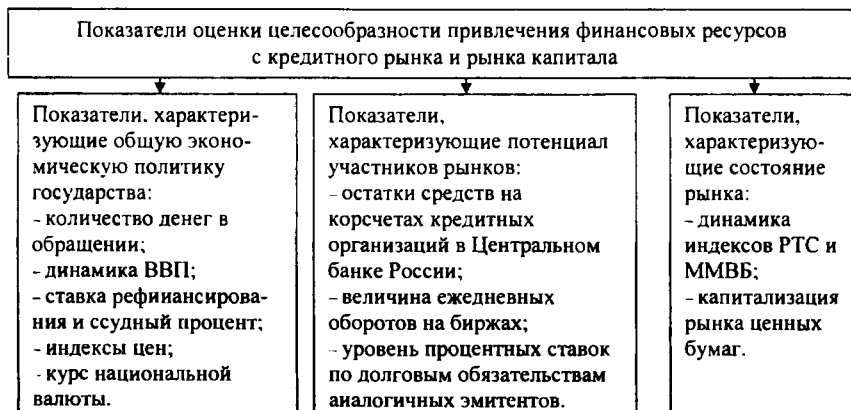 Показатели оценки целесообразности привлечения финансовых ресурсов
с кредитного рынка и рынка капитала
Показатели. характери-
зующие общую эконо-
мическую политику
государства:
- количество денег в
обращении;
- динамика ВВП;
- ставка рефинансирова-
ния и ссудный процент;
- индексы цен;
- курс национальной
валюты.
Показатели,
характеризующие потенциал
участников рынков:
- остатки средств на
корсчетах кредитных
организаций в Центральном
банке России;
- величина ежедневных
оборотов на биржах;
- уровень процентных ставок
по долговым обязательствам
аналогичных эмитентов.
Показатели,
характеризую-
щие состояние
рынка:
- динамика
индексов РТС и
ММВБ;
- капитализация
рынка ценных
бумаг.